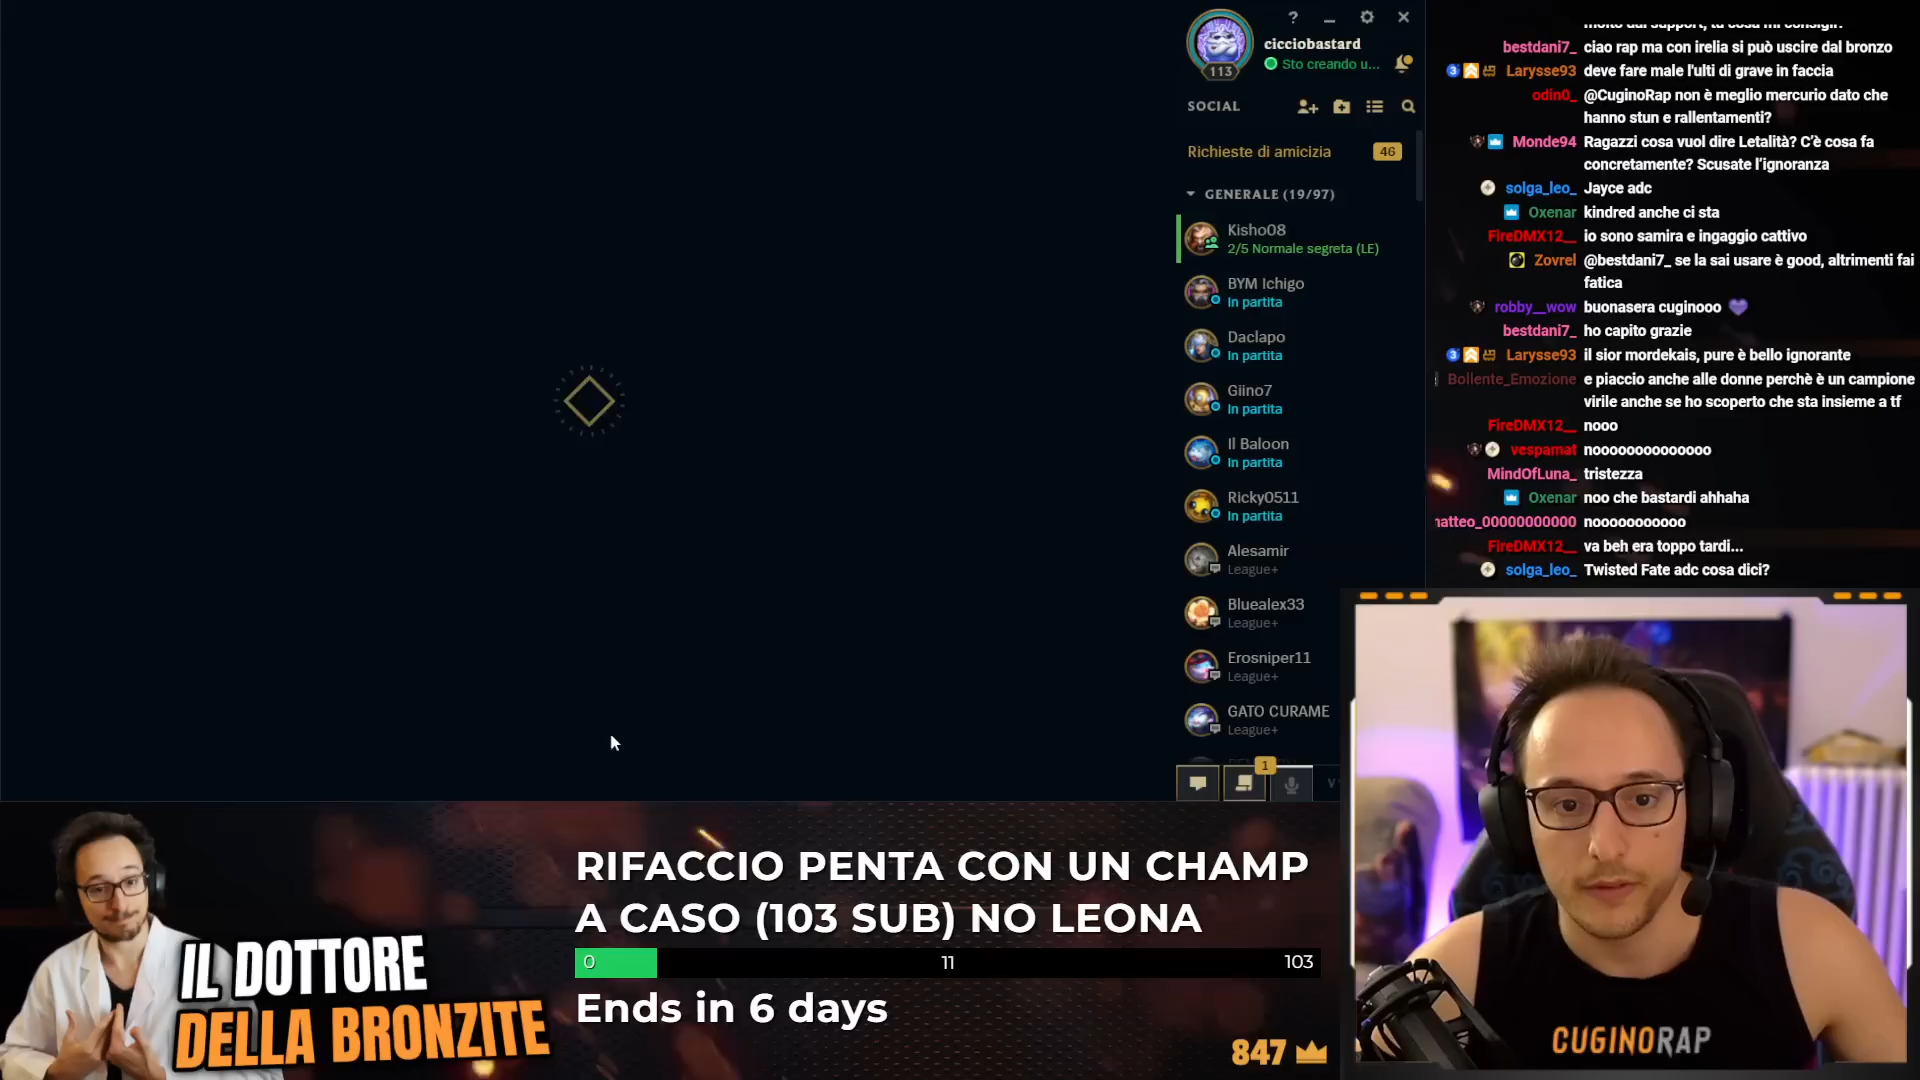 ?
cicciobastard
Sto creando u...
113
SOCIAL
Richieste di amicizia
46
GENERALE (19/97)
Kisho08
2/5 Normale segreta (LE)
BYM Ichigo
In partita
Daclapo
In partita
Giino7
In partita
Il Baloon
In partita
Ricky0511
In partita
Alesamir
League+
Bluealex33
League+
Erosniper11
League+
GATO CURAME
League+
1
bestdani7_ ciao rap ma con irelia si può uscire dal bronzo
3 Larysse93 deve fare male l'ulti di grave in faccia
odin0_ @CuginoRap non è meglio mercurio dato che
hanno stun e rallentamenti?
Monde94 Ragazzi cosa vuol dire Letalità? C'è cosa fa
concretamente? Scusate l'ignoranza
solga_leo_ Jayce adc
Oxenar kindred anche ci sta
FireDMX12__ io sono samira e ingaggio cattivo
Zovrel @bestdani7_ se la sai usare è good, altrimenti fai
fatica
robby__wow buonasera cuginooo
bestdani7_ ho capito grazie
3 Larysse93 il sior mordekais, pure è bello ignorante
Bollente_Emozione e piaccio anche alle donne perchè è un campione
virile anche se ho scoperto che sta insieme a tf
FireDMX12__ nooo
vespamat noooooooooooooo
MindOfLuna_ tristezza
Oxenar noo che bastardi ahhaha
natteo_00000000000 nooooooooooo
FireDMX12__ va beh era toppo tardi...
solga_leo_ Twisted Fate adc cosa dici?
IL DOTTORE
DELLA BRONZITE
RIFACCIO PENTA CON UN CHAMP
A CASO (103 SUB) NO LEONA
0 11 103
Ends in 6 days
847
CUGINORAP